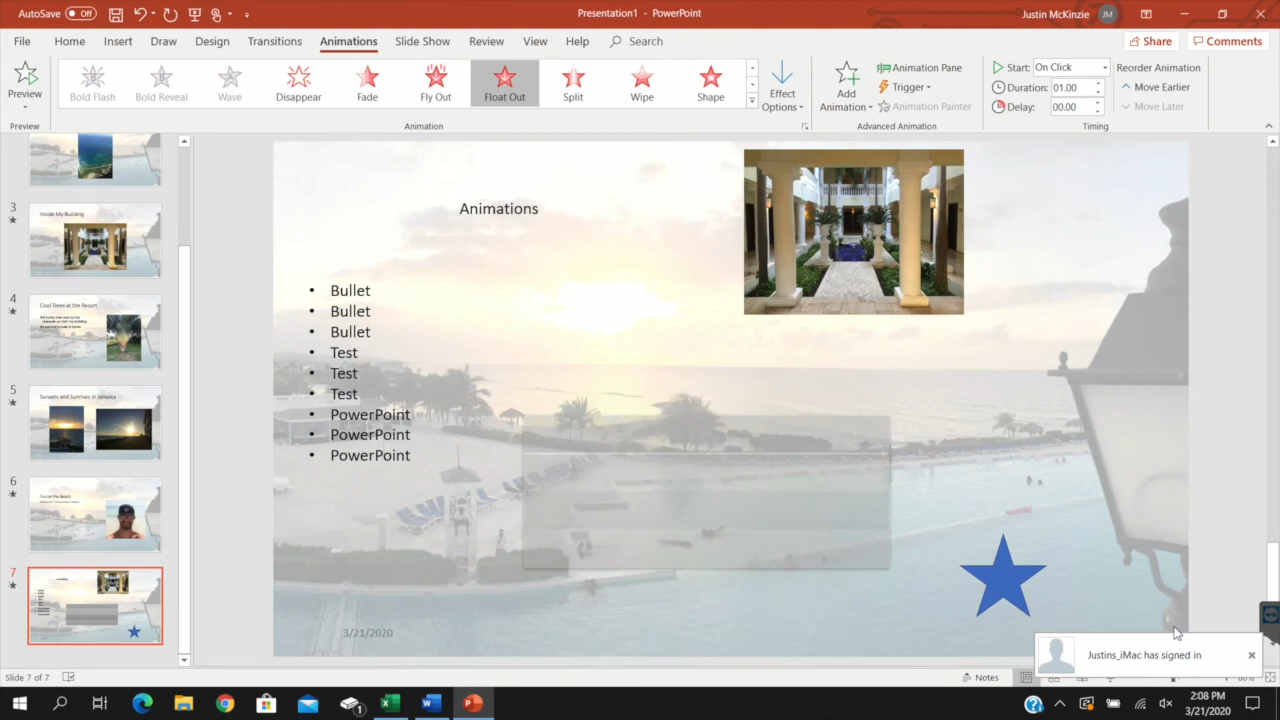 AutoSave Off
Presentation1 - PowerPoint
Justin McKinzie JM
File Home Insert Draw Design Transitions Animations Slide Show Review View Help Search
Share Comments
Preview
Bold Flash Bold Reveal Wave Disappear Fade Fly Out Float Out Split Wipe Shape
Effect Options
Add Animation
Animation Pane
Trigger
Animation Painter
Start: On Click
Duration: 01.00
Delay: 00.00
Reorder Animation
Move Earlier
Move Later
Preview Animation Advanced Animation Timing
3
Inside My Building
4
Cool Trees at the Resort
5
Sunsets and Sunrises in Jamaica
6
Fun on the Beach
7
Animations
• Bullet
• Bullet
• Bullet
• Test
• Test
• Test
• PowerPoint
• PowerPoint
• PowerPoint
3/21/2020
Justins_iMac has signed in
Slide 7 of 7
Notes
2:08 PM
3/21/2020